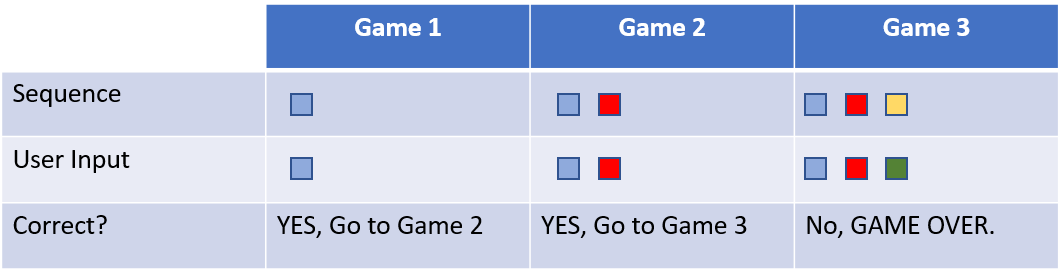 Game 1 Game 2 Game 3
Sequence
User Input
Correct? YES, Go to Game 2 YES, Go to Game 3 No, GAME OVER.